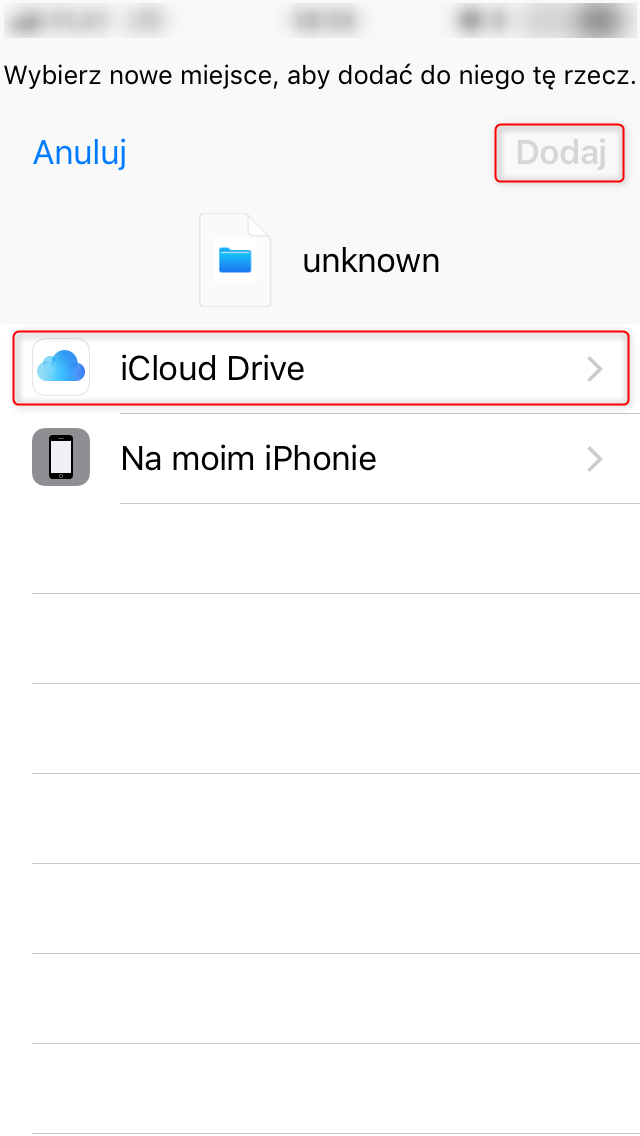 Wybierz nowe miejsce, aby dodać do niego tę rzecz.
Anuluj
Dodaj
unknown
iCloud Drive
Na moim iPhonie